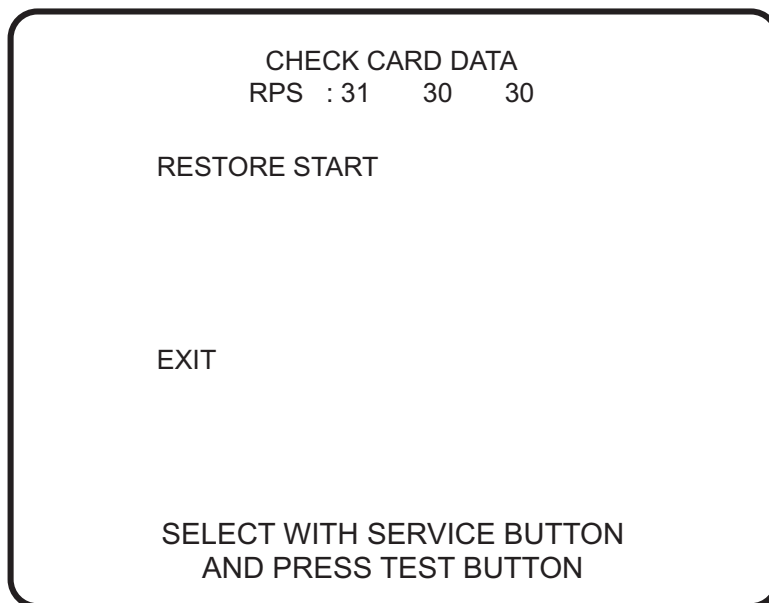 CHECK CARD DATA
RPS : 31 30 30
RESTORE START
EXIT
SELECT WITH SERVICE BUTTON
AND PRESS TEST BUTTON